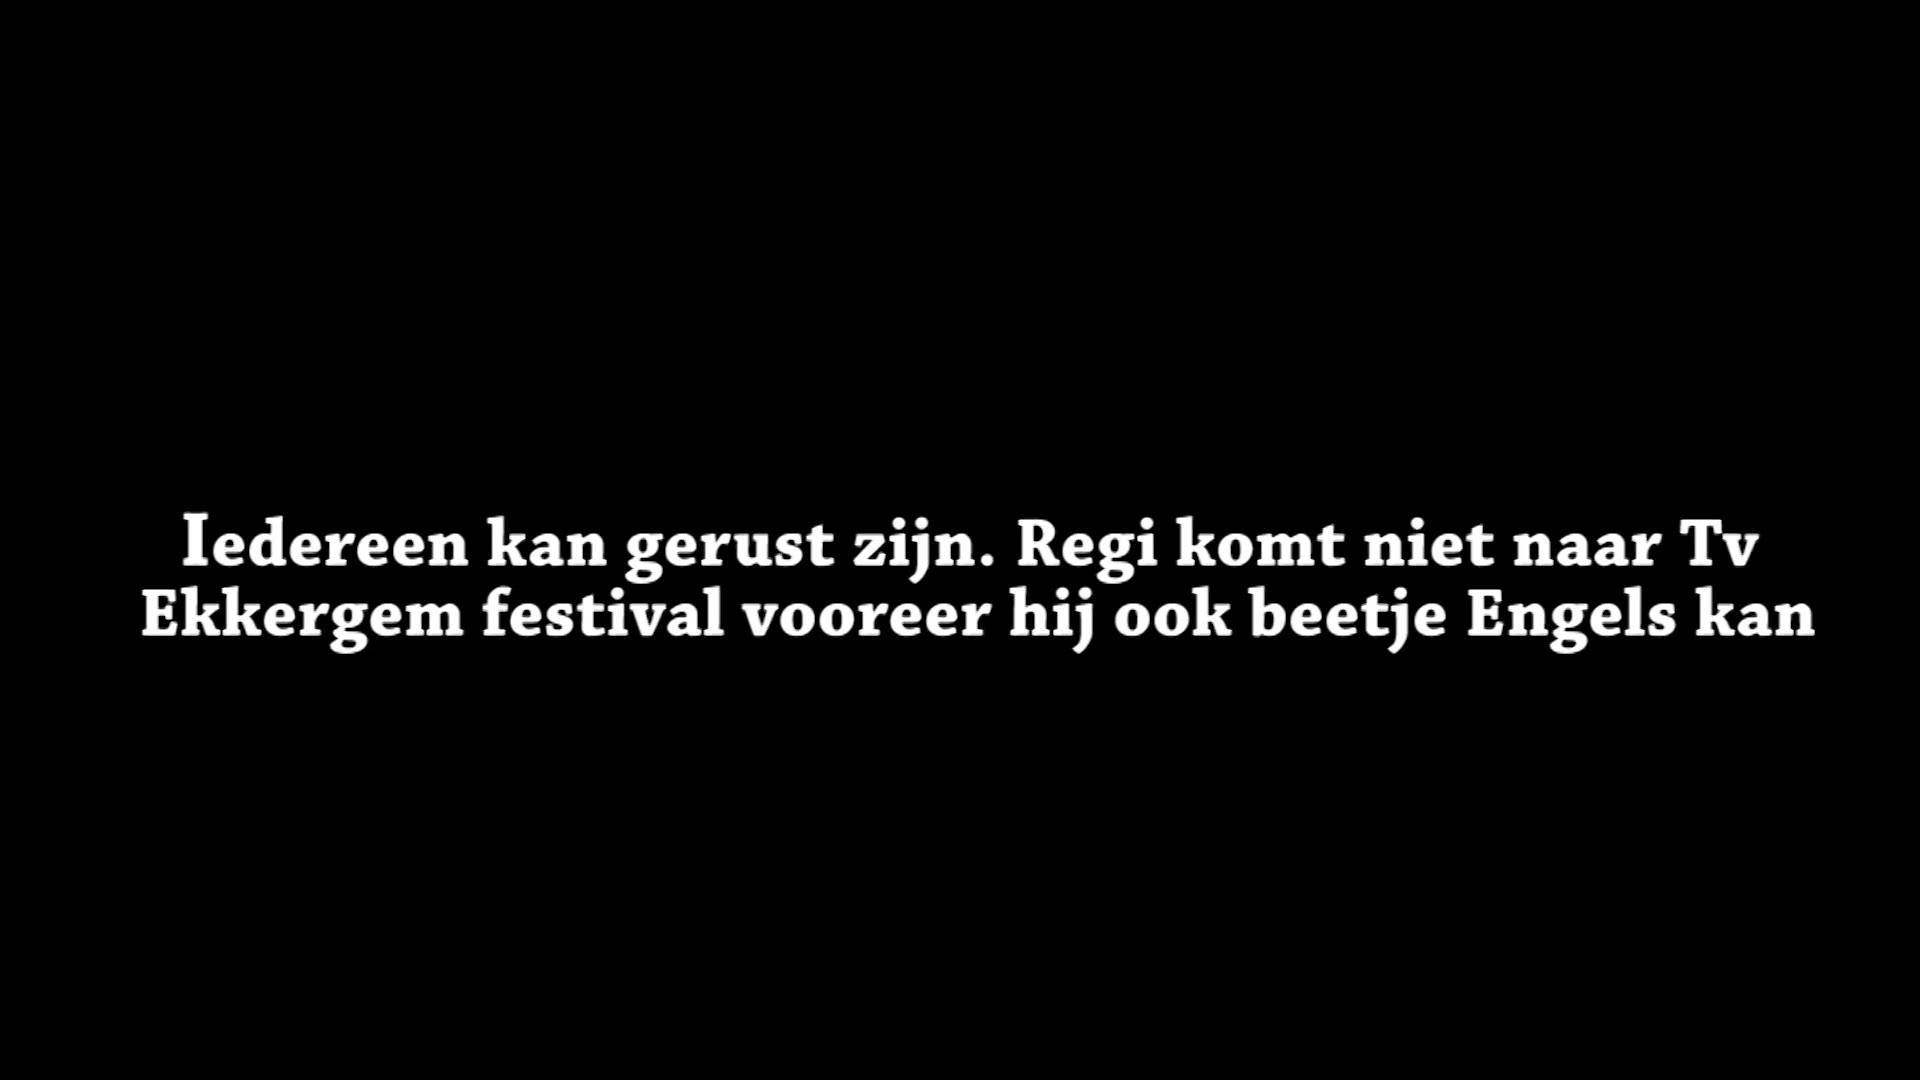 Iedereen kan gerust zijn. Regi komt niet naar Tv
Ekkergem festival vooreer hij ook beetje Engels kan